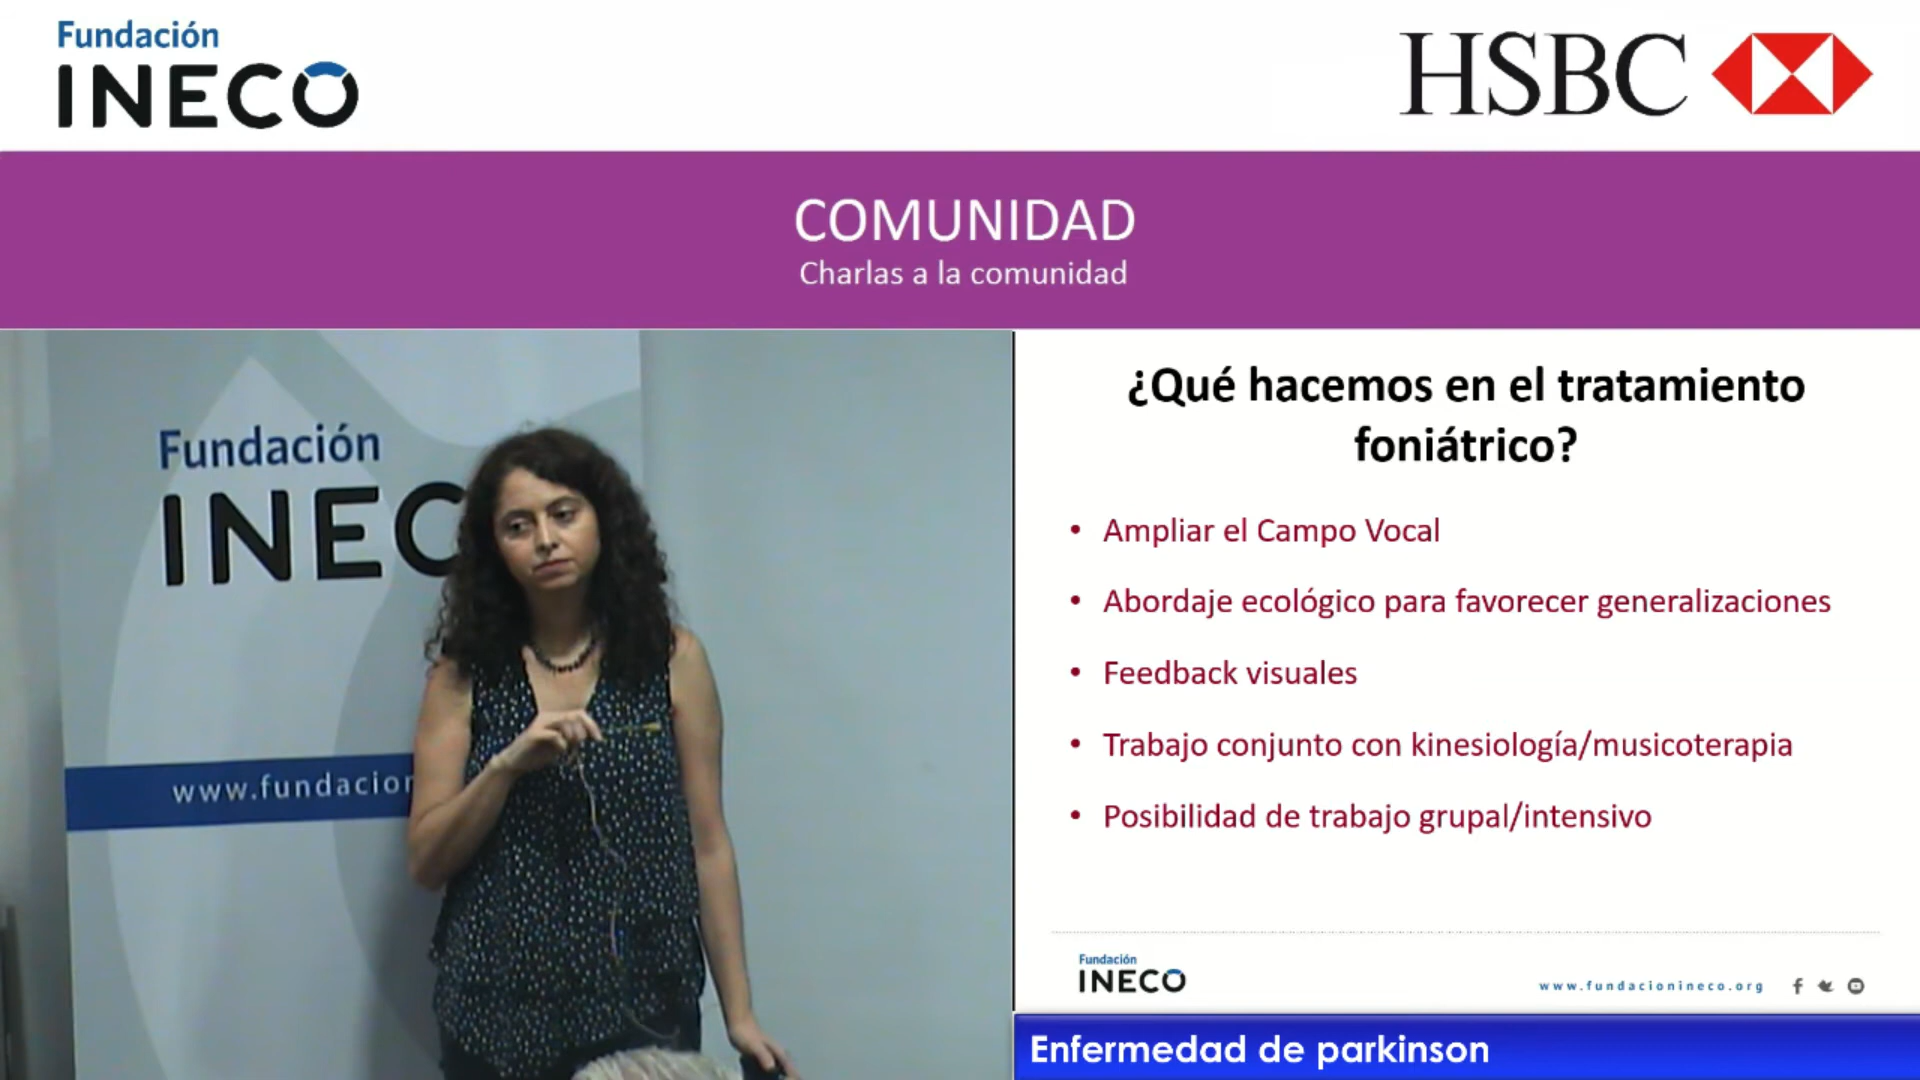 Fundación
INECO
HSBC
COMUNIDAD
Charlas a la comunidad
Fundación
INEC
www.fundacion
¿Qué hacemos en el tratamiento
foniátrico?
• Ampliar el Campo Vocal
• Abordaje ecológico para favorecer generalizaciones
• Feedback visuales
• Trabajo conjunto con kinesiología/musicoterapia
• Posibilidad de trabajo grupal/intensivo
Fundación
INECO
www.fundacionineco.org
Enfermedad de parkinson